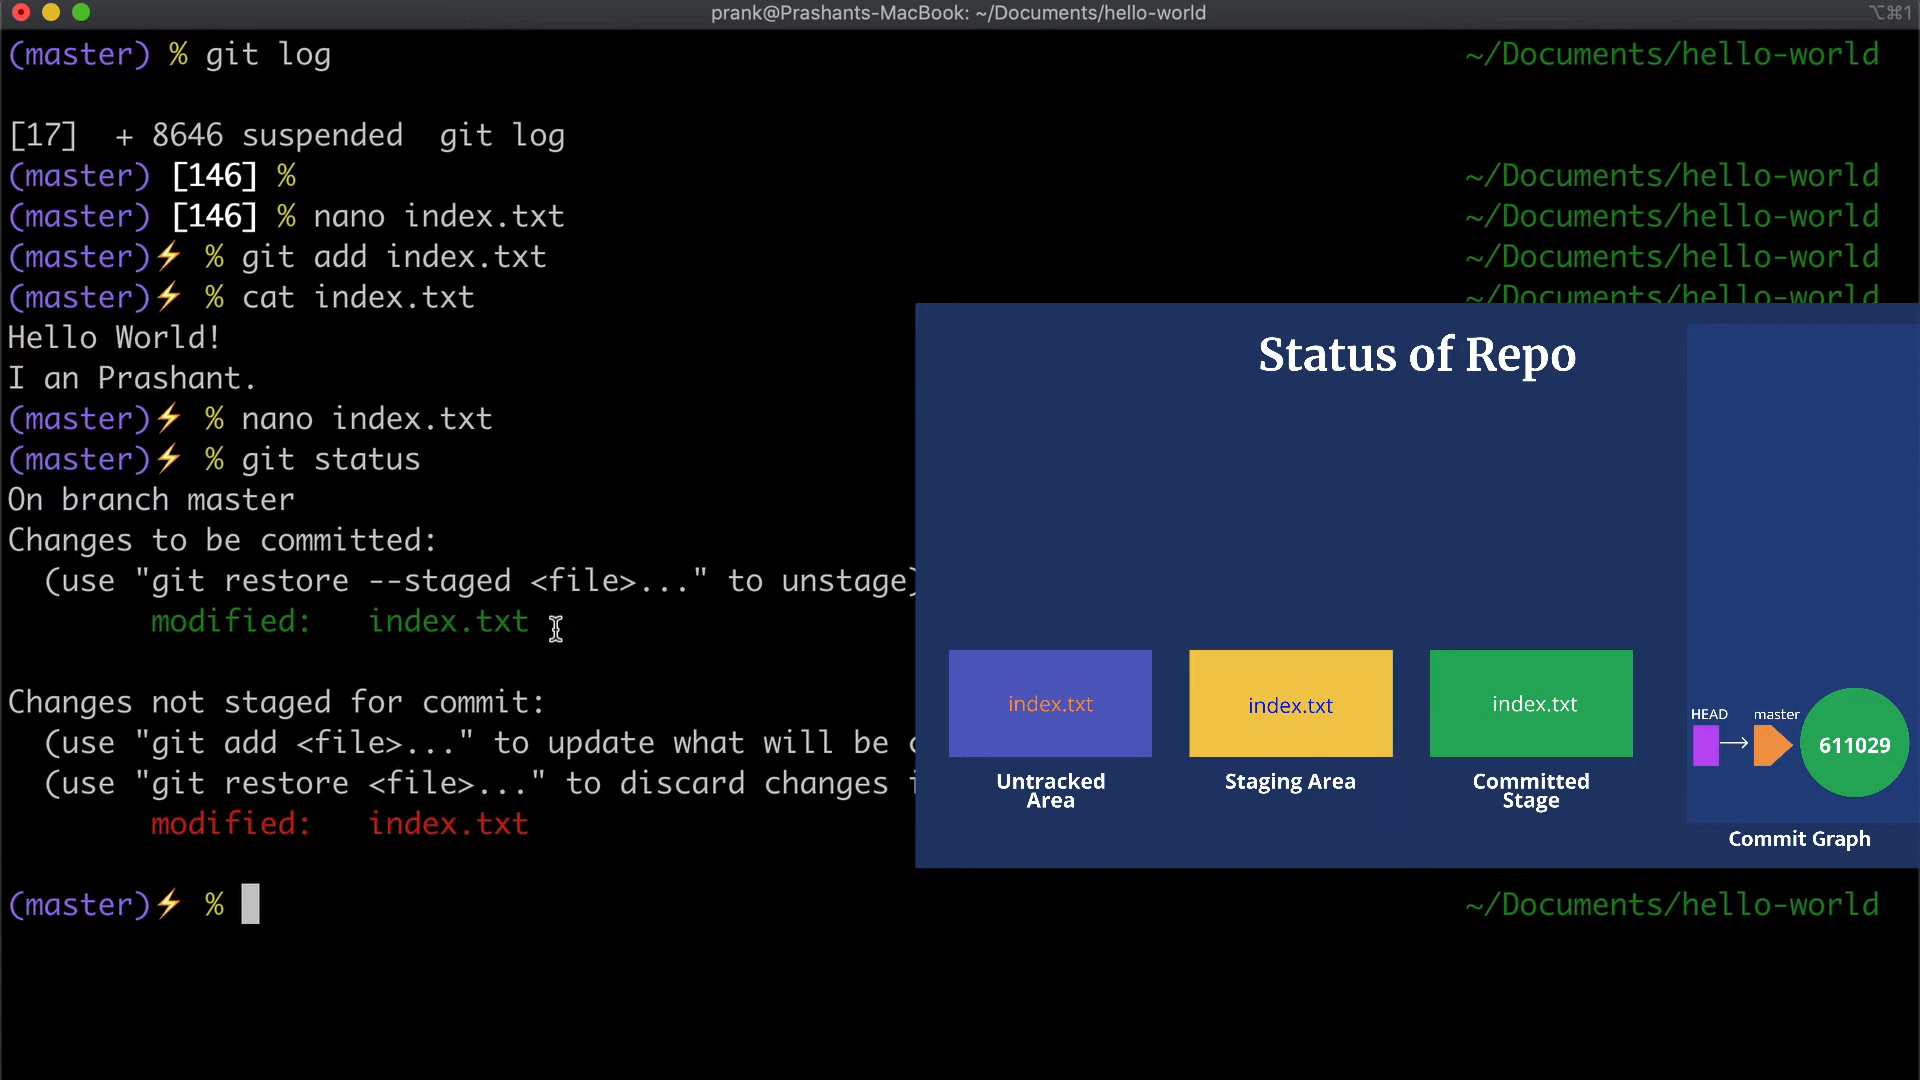 prank@Prashants-MacBook: ~/Documents/hello-world
⌥⌘1
(master) % git log ~/Documents/hello-world
[17]  + 8646 suspended  git log
(master) [146] % ~/Documents/hello-world
(master) [146] % nano index.txt ~/Documents/hello-world
(master)⚡ % git add index.txt ~/Documents/hello-world
(master)⚡ % cat index.txt ~/Documents/hello-world
Hello World!
I an Prashant.
(master)⚡ % nano index.txt
(master)⚡ % git status
On branch master
Changes to be committed:
  (use "git restore --staged <file>..." to unstage)
        modified:   index.txt
Changes not staged for commit:
  (use "git add <file>..." to update what will be
  (use "git restore <file>..." to discard changes
        modified:   index.txt
(master)⚡ % ~/Documents/hello-world
Status of Repo
index.txt
Untracked
Area
index.txt
Staging Area
index.txt
Committed
Stage
HEAD
master
611029
Commit Graph